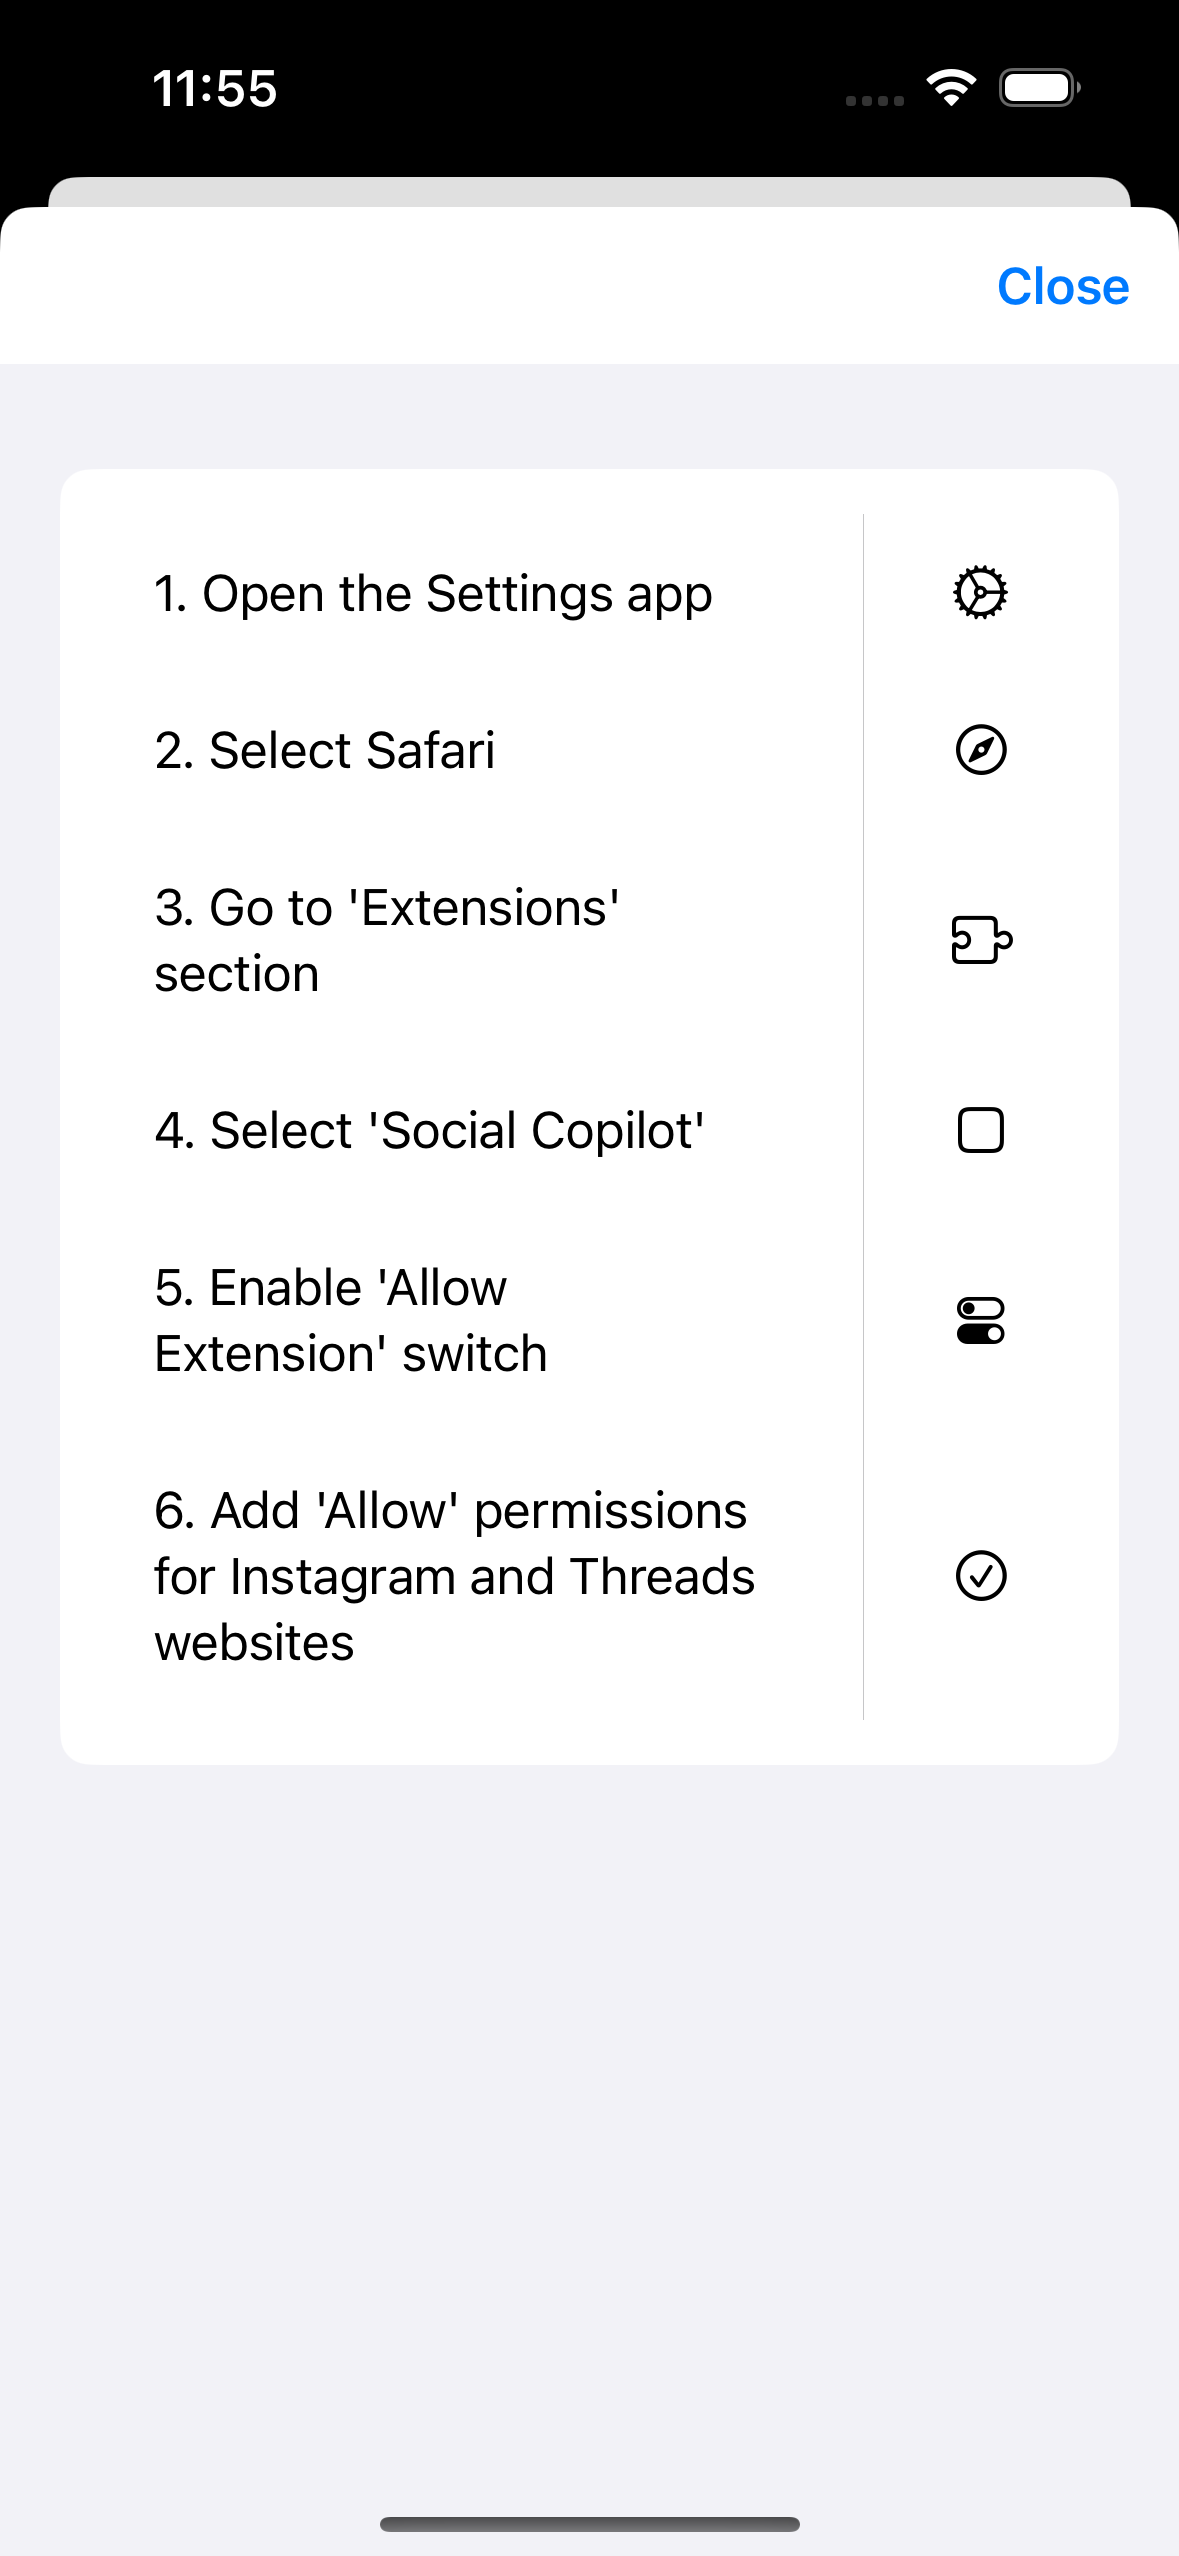 11:55
Close
1. Open the Settings app
2. Select Safari
3. Go to 'Extensions'
section
4. Select 'Social Copilot'
5. Enable 'Allow
Extension' switch
6. Add 'Allow' permissions
for Instagram and Threads
websites